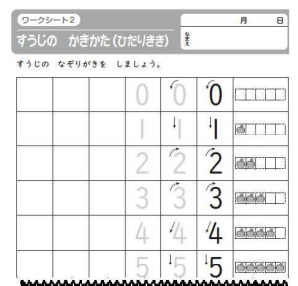 ワークシート2
月 日
すうじの かきかた(ひだりきき)
なまえ
すうじの なぞりがきを しましょう。
0 0 0
1 1 1
2 2 2
3 3 3
4 4 4
5 5 5